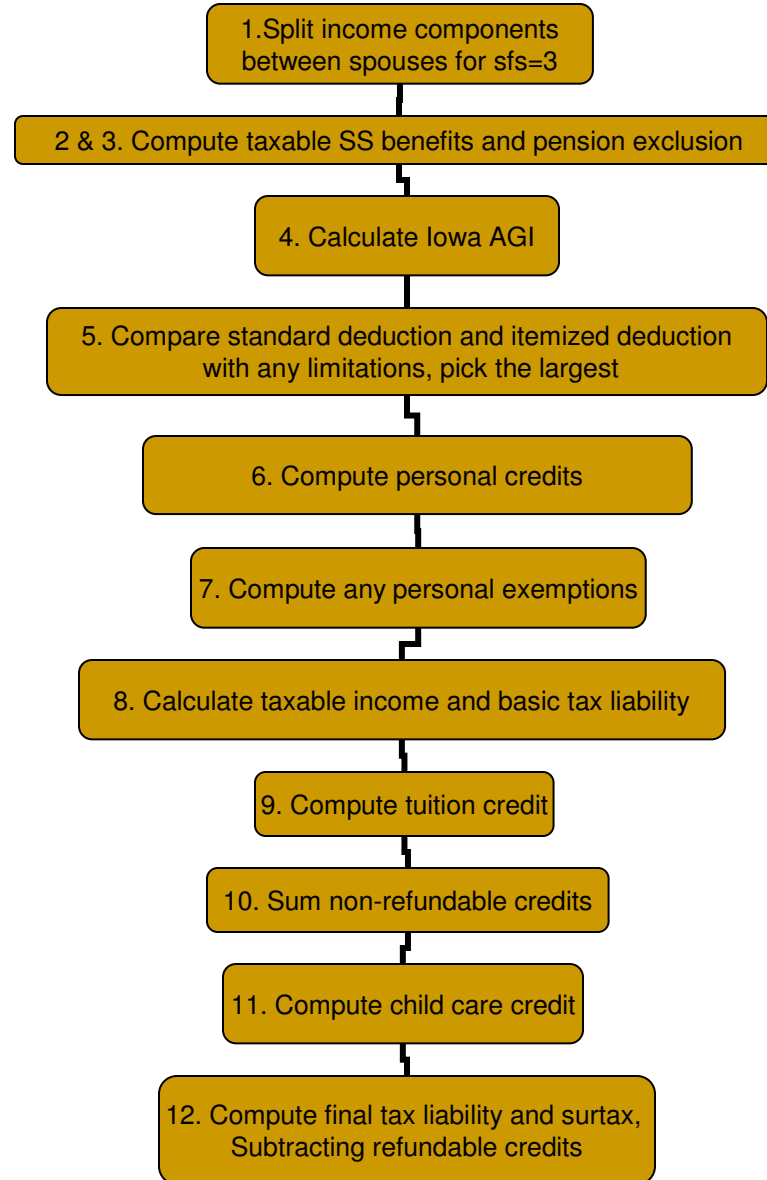 1.Split income components
between spouses for sfs=3
2 & 3. Compute taxable SS benefits and pension exclusion
4. Calculate Iowa AGI
5. Compare standard deduction and itemized deduction
with any limitations, pick the largest
6. Compute personal credits
7. Compute any personal exemptions
8. Calculate taxable income and basic tax liability
9. Compute tuition credit
10. Sum non-refundable credits
11. Compute child care credit
12. Compute final tax liability and surtax,
Subtracting refundable credits